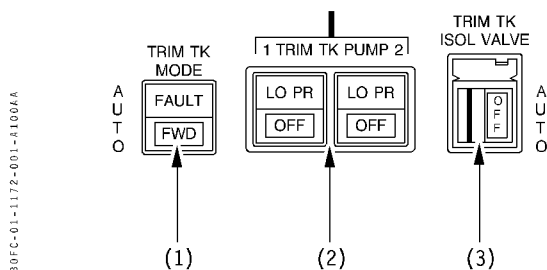 TRIM TK
MODE
FAULT
FWD
AUTO
1 TRIM TK PUMP 2
LO PR
OFF
LO PR
OFF
TRIM TK
ISOL VALVE
OFF
AUTO
(1)
(2)
(3)
30FC-01-1172-001-A100AA